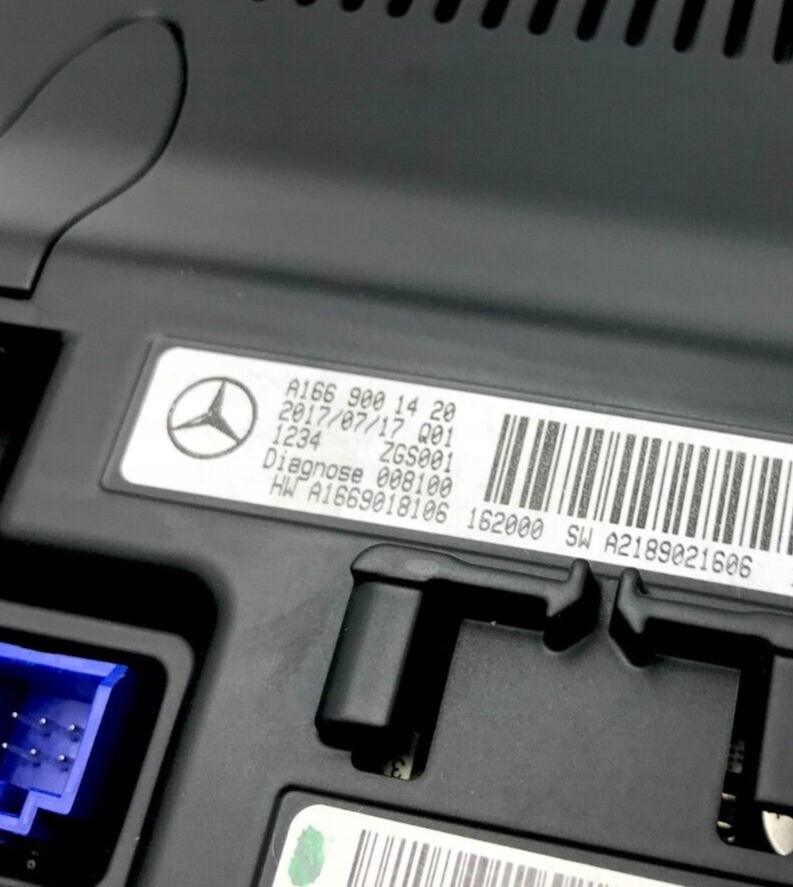 A166 900 14 20
2017/07/17 Q01
1234 ZGS001
Diagnose 008100
HW A1669018106 162000 SW A2189021606